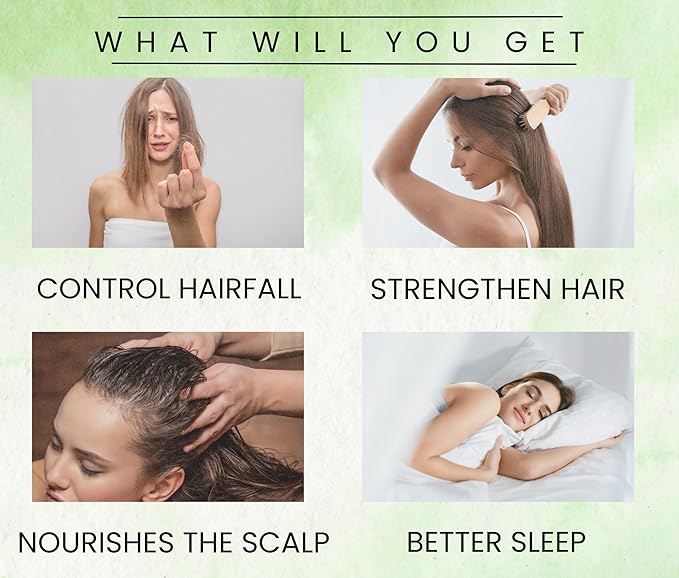 WHAT WILL YOU GET
CONTROL HAIRFALL
STRENGTHEN HAIR
NOURISHES THE SCALP
BETTER SLEEP